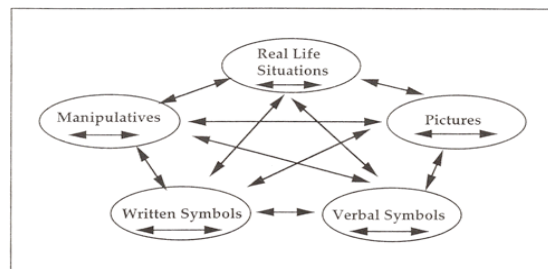 Real Life
Situations
Manipulatives
Pictures
Written Symbols
Verbal Symbols